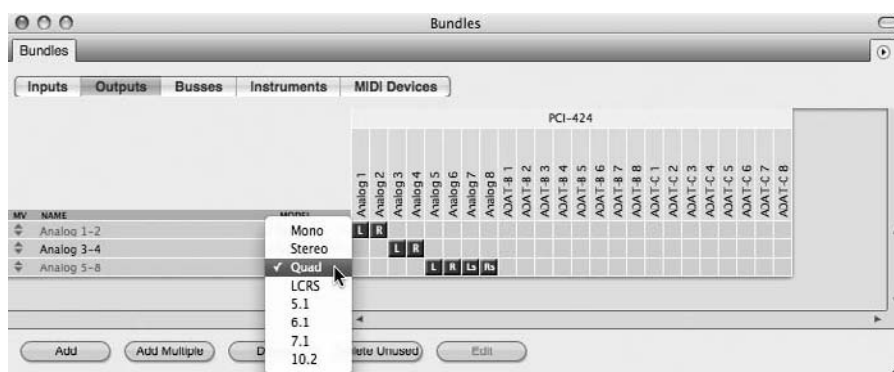 Bundles
Bundles
Inputs Outputs Busses Instruments MIDI Devices
PCI-424
Analog 1 Analog 2 Analog 3 Analog 4 Analog 5 Analog 6 Analog 7 Analog 8 ADAT-B 1 ADAT-B 2 ADAT-B 3 ADAT-B 4 ADAT-B 5 ADAT-B 6 ADAT-B 7 ADAT-B 8 ADAT-C 1 ADAT-C 2 ADAT-C 3 ADAT-C 4 ADAT-C 5 ADAT-C 6 ADAT-C 7 ADAT-C 8
MV NAME
Analog 1-2 Mono L R
Analog 3-4 Stereo L R
Analog 5-8 ✓ Quad L R Ls Rs
LCRS
5.1
6.1
7.1
10.2
Add Add Multiple D lete Unused Edit